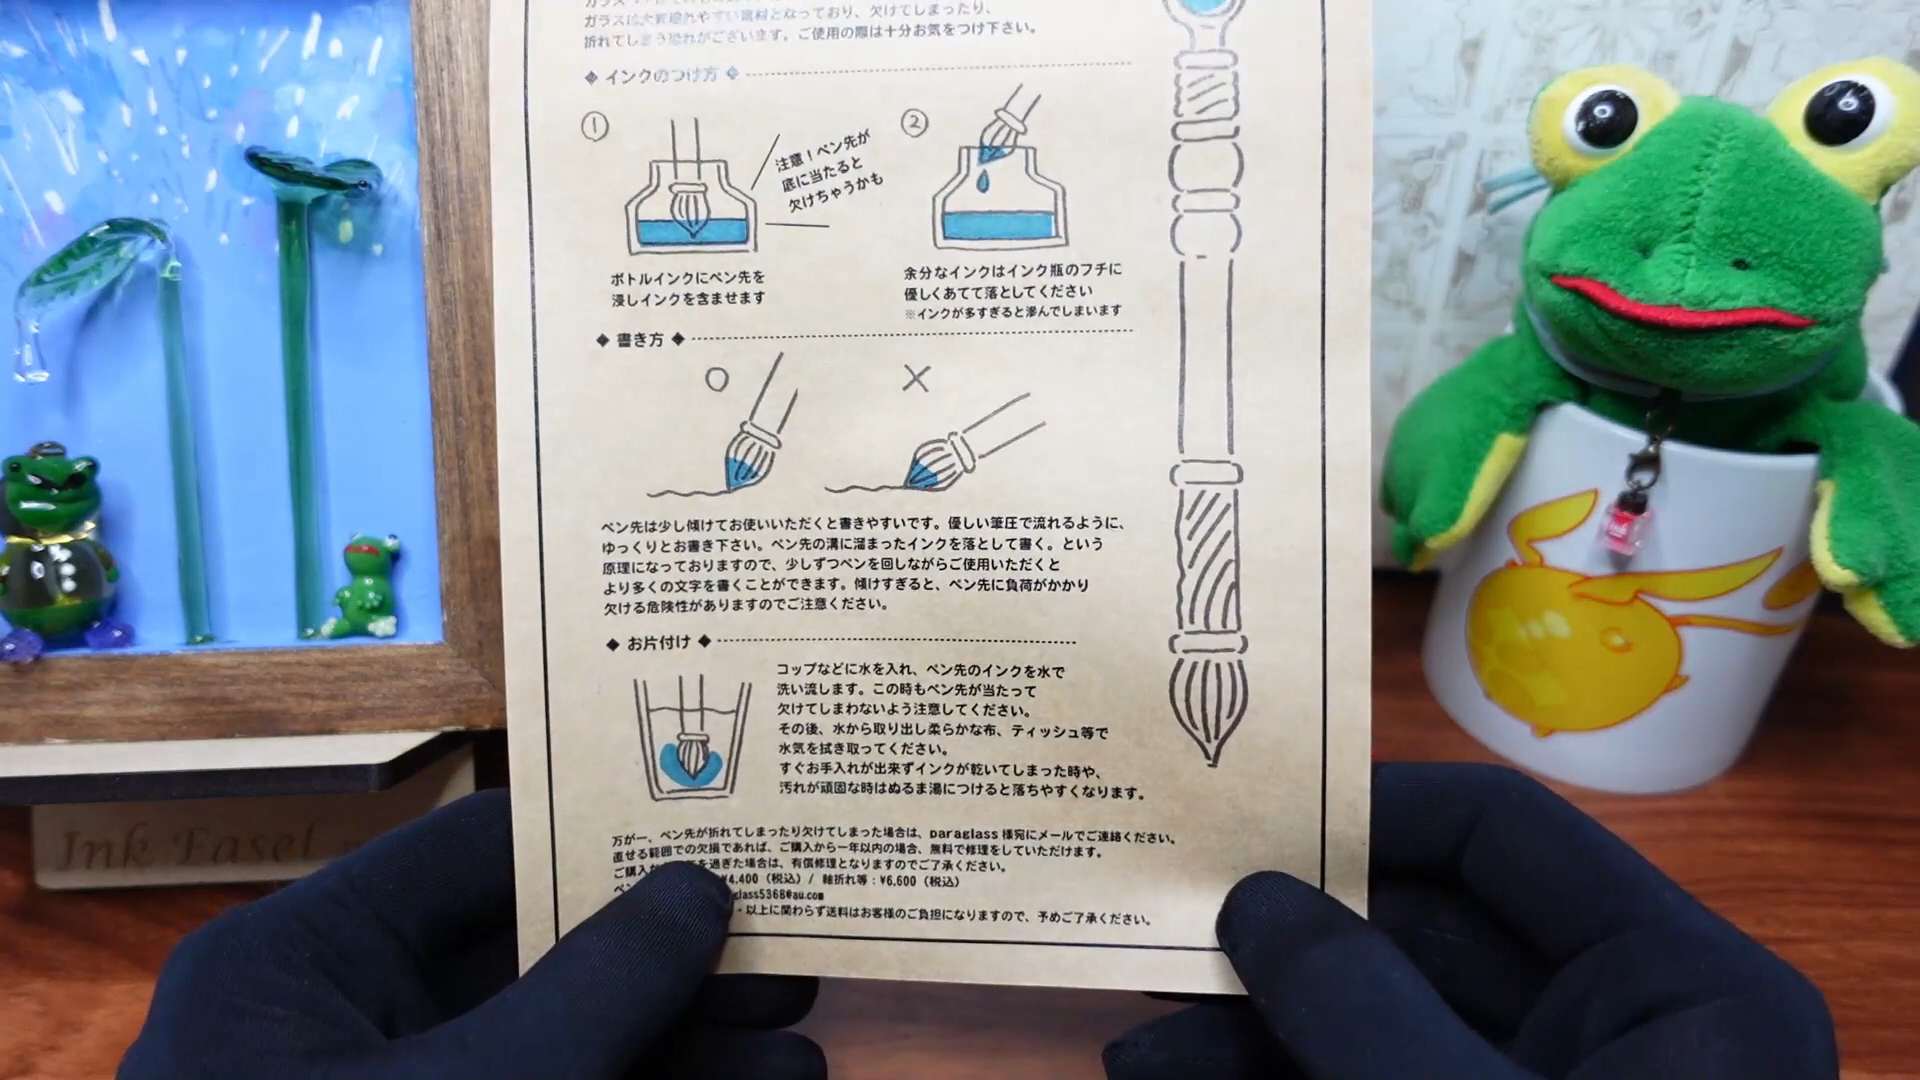 ガラスは大変壊れやすい素材となっており、欠けてしまったり、
折れてしまう恐れがございます。ご使用の際は十分お気をつけ下さい。
◆ インクのつけ方 ◆
①
注意！ペン先が
底に当たると
欠けちゃうかも
ボトルインクにペン先を
浸しインクを含ませます
②
余分なインクはインク瓶のフチに
優しくあてて落としてください
※インクが多すぎると滲んでしまいます
◆ 書き方 ◆
○ ×
ペン先は少し傾けてお使いいただくと書きやすいです。優しい筆圧で流れるように、
ゆっくりとお書き下さい。ペン先の溝に溜まったインクを落として書く。という
原理になっておりますので、少しずつペンを回しながらご使用いただくと
より多くの文字を書くことができます。傾けすぎると、ペン先に負荷がかかり
欠ける危険性がありますのでご注意ください。
◆ お片付け ◆
コップなどに水を入れ、ペン先のインクを水で
洗い流します。この時もペン先が当たって
欠けてしまわないよう注意してください。
その後、水から取り出し柔らかな布、ティッシュ等で
水気を拭き取ってください。
すぐお手入れが出来ずインクが乾いてしまった時や、
汚れが頑固な時はぬるま湯につけると落ちやすくなります。
万が一、ペン先が折れてしまったり欠けてしまった場合は、paraglass 様宛にメールでご連絡ください。
直せる範囲での欠損であれば、ご購入から一年以内の場合、無料で修理をしていただけます。
ご購入か を過ぎた場合は、有償修理となりますのでご了承ください。
ペン ¥4,400（税込）/ 軸折れ等：¥6,600（税込）
glass5368@au.com
・以上に関わらず送料はお客様のご負担になりますので、予めご了承ください。
Ink Fasel
ink